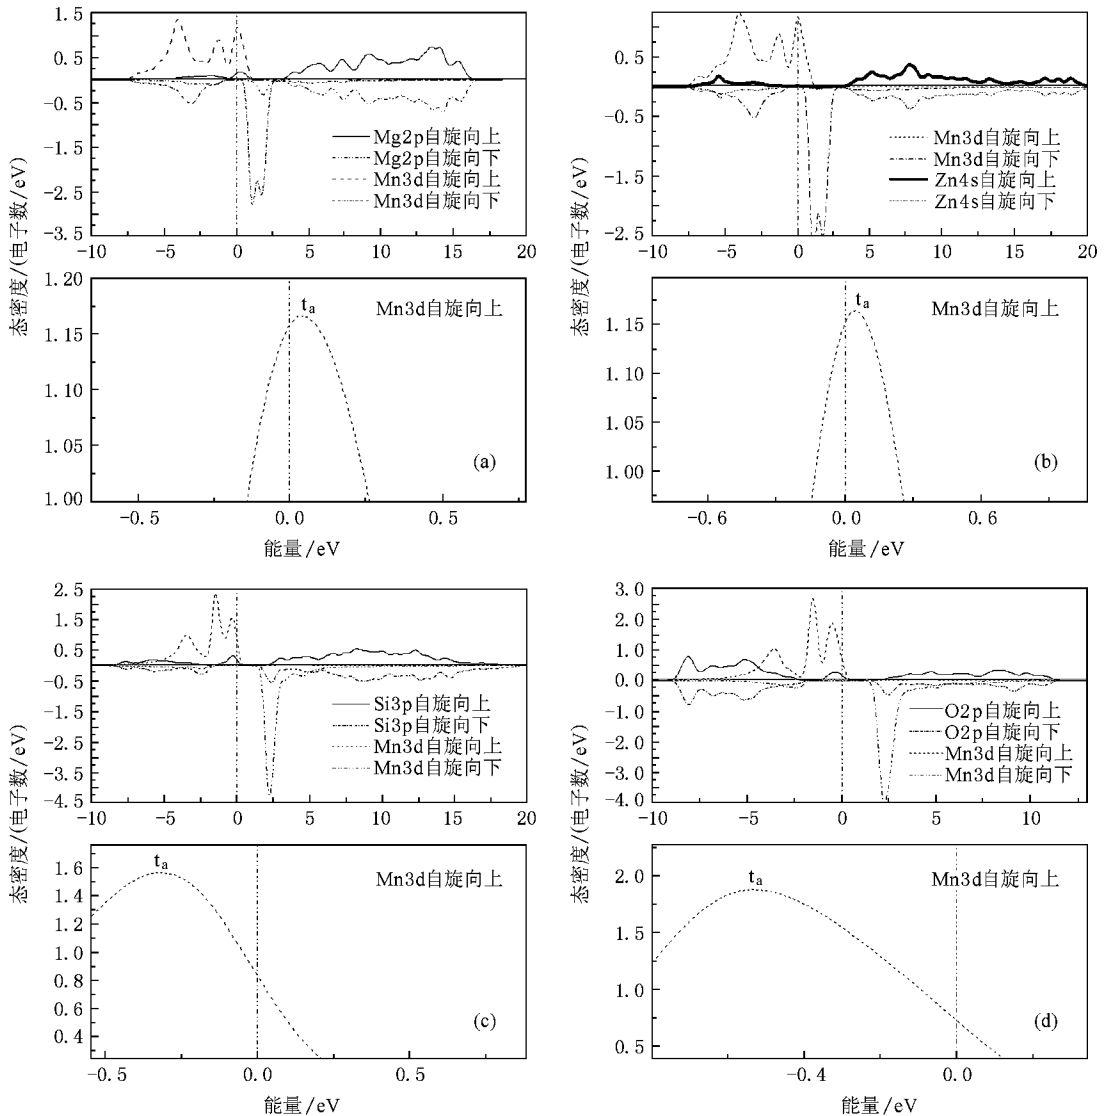 态密度/(电子数/eV)
1.5
0.5
-0.5
-1.5
-2.5
-3.5
Mg2p自旋向上
Mg2p自旋向下
Mn3d自旋向上
Mn3d自旋向下
-10 -5 0 5 10 15 20
1.20
1.15
1.10
1.05
1.00
t_a
Mn3d自旋向上
(a)
-0.5 0.0 0.5
能量/eV
态密度/(电子数/eV)
0.5
-0.5
-1.5
-2.5
Mn3d自旋向上
Mn3d自旋向下
Zn4s自旋向上
Zn4s自旋向下
-10 -5 0 5 10 15 20
1.15
1.10
1.05
1.00
t_a
Mn3d自旋向上
(b)
-0.6 0.0 0.6
能量/eV
态密度/(电子数/eV)
2.5
1.5
0.5
-0.5
-1.5
-2.5
-3.5
-4.5
Si3p自旋向上
Si3p自旋向下
Mn3d自旋向上
Mn3d自旋向下
-10 -5 0 5 10 15 20
1.6
1.4
1.2
1.0
0.8
0.6
0.4
t_a
Mn3d自旋向上
(c)
-0.5 0.0 0.5
能量/eV
态密度/(电子数/eV)
3.0
2.0
1.0
0.0
-1.0
-2.0
-3.0
-4.0
O2p自旋向上
O2p自旋向下
Mn3d自旋向上
Mn3d自旋向下
-10 -5 0 5 10
2.0
1.5
1.0
0.5
t_a
Mn3d自旋向上
(d)
-0.4 0.0
能量/eV